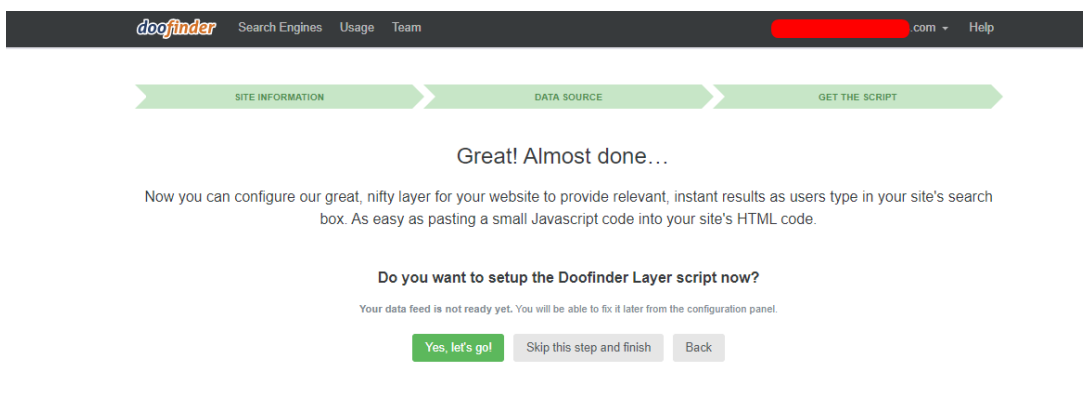 doofinder Search Engines Usage Team .com Help
SITE INFORMATION DATA SOURCE GET THE SCRIPT
Great! Almost done…
Now you can configure our great, nifty layer for your website to provide relevant, instant results as users type in your site's search
box. As easy as pasting a small Javascript code into your site's HTML code.
Do you want to setup the Doofinder Layer script now?
Your data feed is not ready yet. You will be able to fix it later from the configuration panel.
Yes, let's go! Skip this step and finish Back